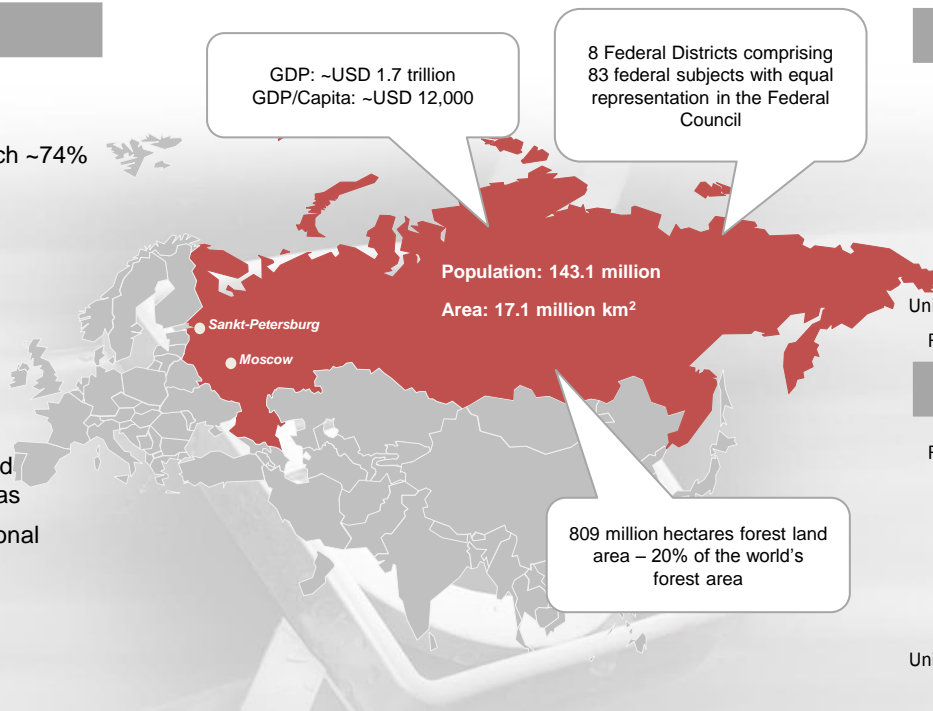 GDP: ~USD 1.7 trillion
GDP/Capita: ~USD 12,000
8 Federal Districts comprising
83 federal subjects with equal
representation in the Federal
Council
~74%
Population: 143.1 million
Area: 17.1 million km²
Sankt-Petersburg
Moscow
809 million hectares forest land
area – 20% of the world's
forest area